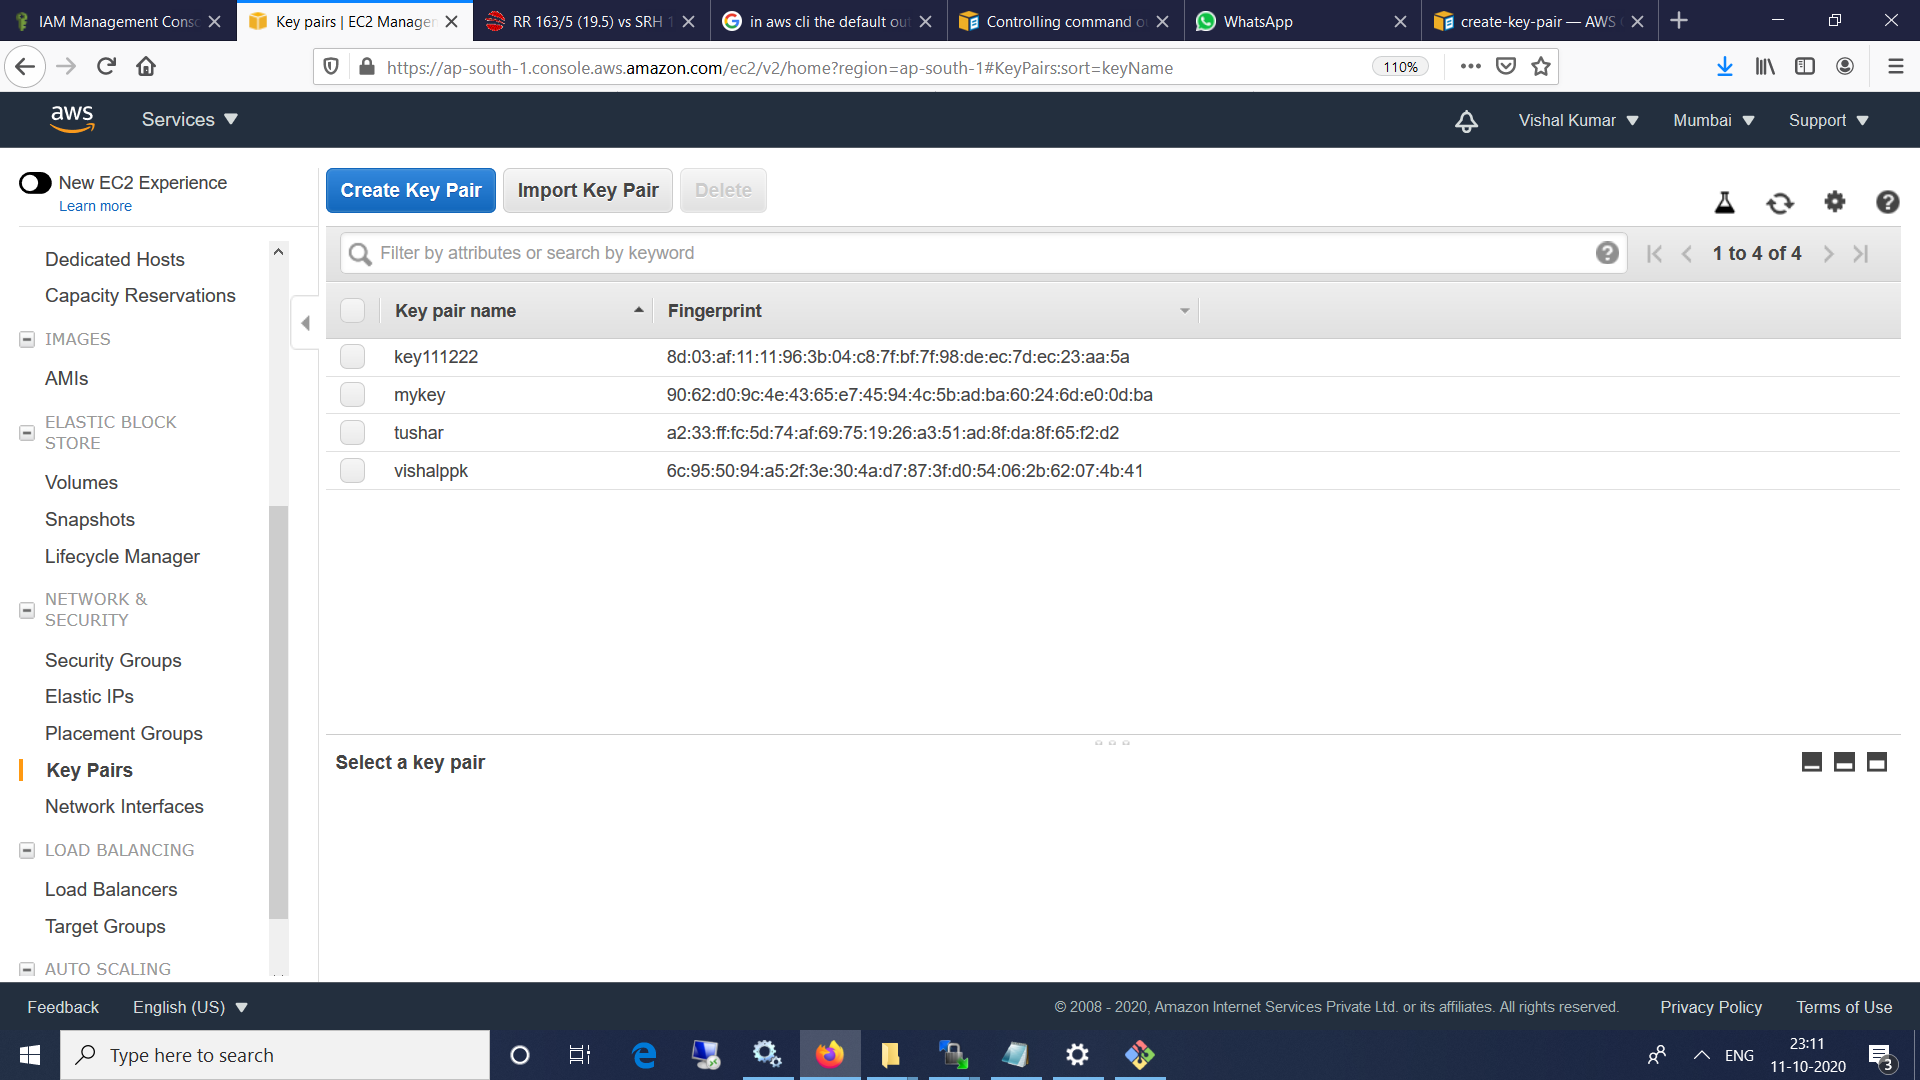 IAM Management Conso
Key pairs | EC2 Managem
RR 163/5 (19.5) vs SRH 1
in aws cli the default out
Controlling command o
WhatsApp
create-key-pair — AWS C
https://ap-south-1.console.aws.amazon.com/ec2/v2/home?region=ap-south-1#KeyPairs:sort=keyName
110%
aws
Services
Vishal Kumar
Mumbai
Support
New EC2 Experience
Learn more
Create Key Pair
Import Key Pair
Delete
Dedicated Hosts
Capacity Reservations
IMAGES
AMIs
ELASTIC BLOCK
STORE
Volumes
Snapshots
Lifecycle Manager
NETWORK &
SECURITY
Security Groups
Elastic IPs
Placement Groups
Key Pairs
Network Interfaces
LOAD BALANCING
Load Balancers
Target Groups
AUTO SCALING
Filter by attributes or search by keyword
1 to 4 of 4
Key pair name
Fingerprint
key111222 8d:03:af:11:11:96:3b:04:c8:7f:bf:7f:98:de:ec:7d:ec:23:aa:5a
mykey 90:62:d0:9c:4e:43:65:e7:45:94:4c:5b:ad:ba:60:24:6d:e0:0d:ba
tushar a2:33:ff:fc:5d:74:af:69:75:19:26:a3:51:ad:8f:da:8f:65:f2:d2
vishalppk 6c:95:50:94:a5:2f:3e:30:4a:d7:87:3f:d0:54:06:2b:62:07:4b:41
Select a key pair
Feedback
English (US)
© 2008 - 2020, Amazon Internet Services Private Ltd. or its affiliates. All rights reserved.
Privacy Policy
Terms of Use
Type here to search
ENG
23:11
11-10-2020
3